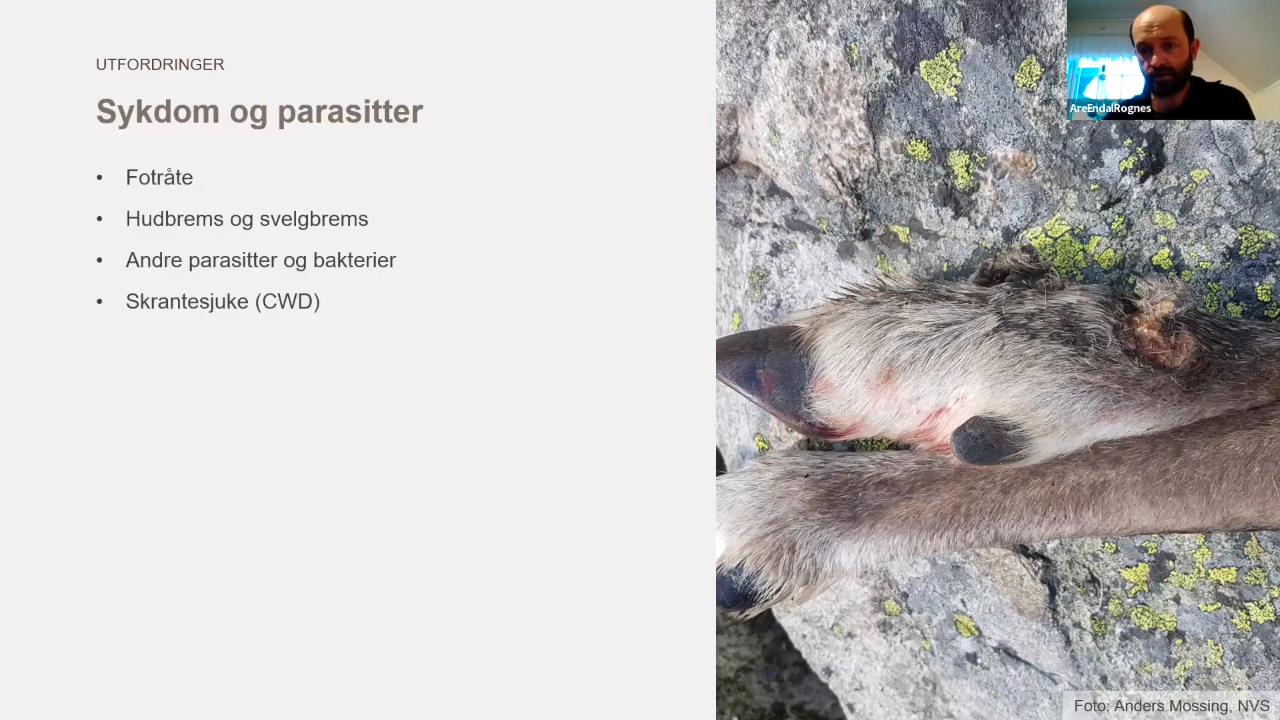 UTFORDRINGER
Sykdom og parasitter
• Fotråte
• Hudbrems og svelgbrems
• Andre parasitter og bakterier
• Skrantesjuke (CWD)
AreEndalRognes
Foto: Anders Mossing, NVS